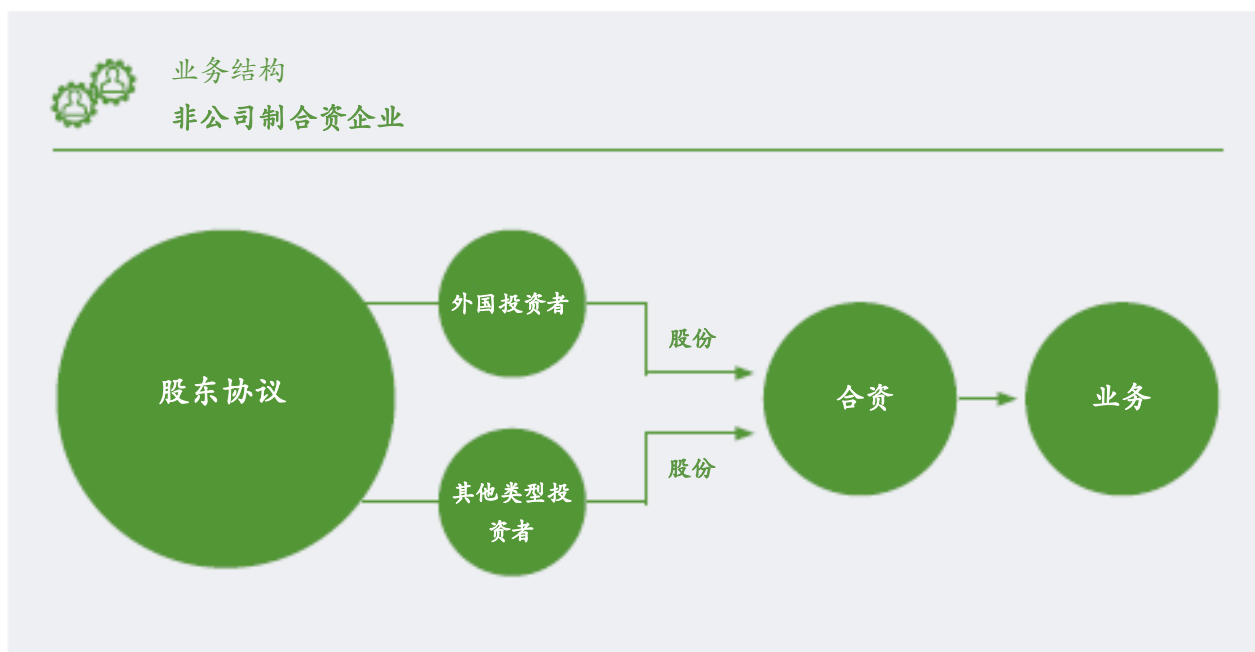 业务结构
非公司制合资企业
股东协议
外国投资者
股份
其他类型投
资者
股份
合资
业务